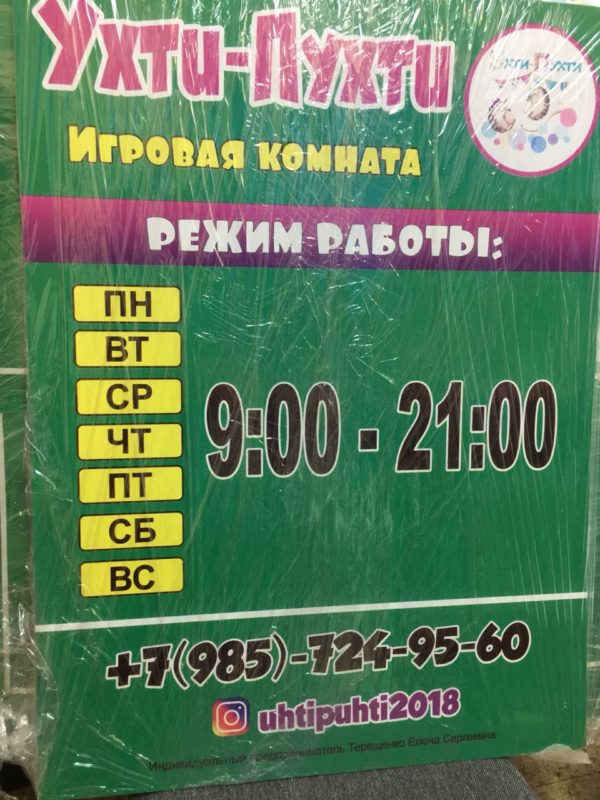 Ухти-Пухти
Ухти-Пухти
Игровая комната
РЕЖИМ РАБОТЫ:
ПН
ВТ
СР
ЧТ
ПТ
СБ
ВС
9:00 - 21:00
+7(985)-724-95-60
uhtipuhti2018
Индивидуальный предприниматель Терещенко Елена Сергеевна